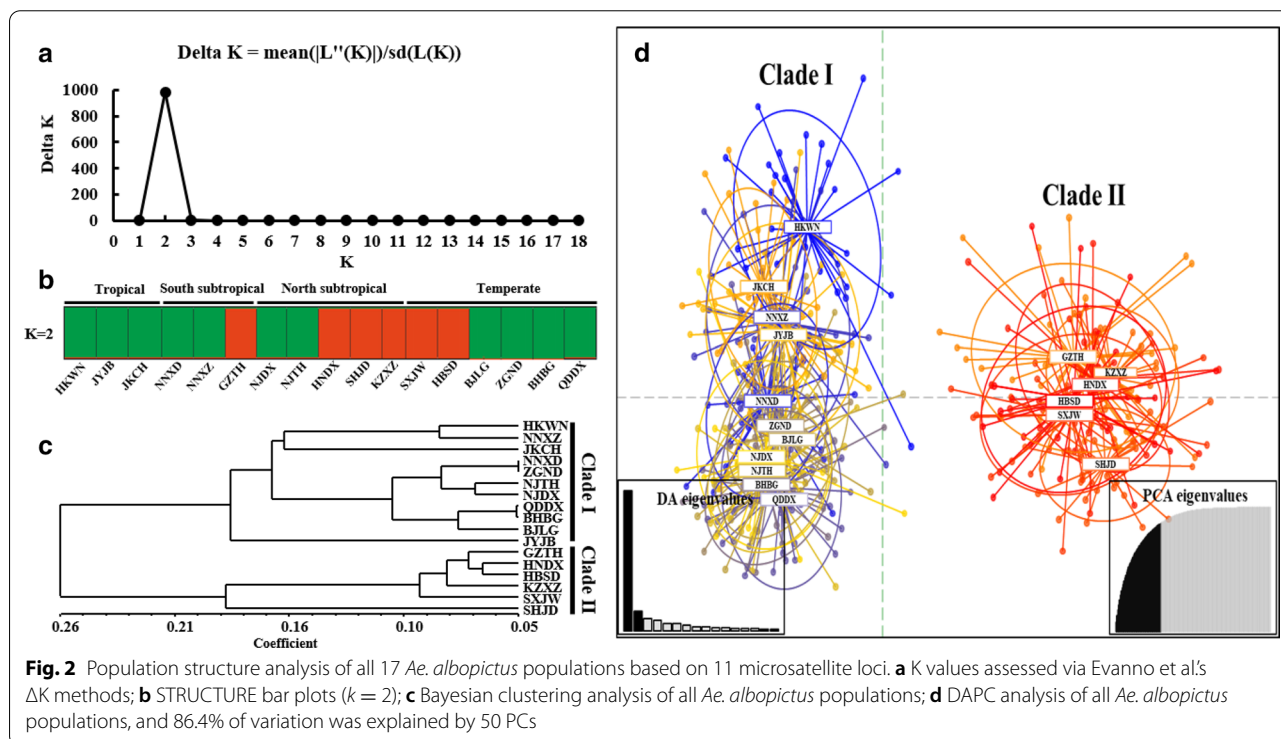 a
Delta K = mean(|L"(K)|)/sd(L(K))
Delta K
1000
800
600
400
200
0
0 1 2 3 4 5 6 7 8 9 10 11 12 13 14 15 16 17 18
K
b
Tropical South subtropical North subtropical Temperate
K=2
HKWN JYJB JKCH NNXD NNXZ GZTH NJDX NJTH HNDX SHJD KZXZ SXJW HBSD BJLG ZGND BHBG QDDX
c
HKWN
NNXZ
JKCH
NNXD
ZGND
NJTH
NJDX
QDDX
BHBG
BJLG
JYJB
GZTH
HNDX
HBSD
KZXZ
SXJW
SHJD
Clade I
Clade II
0.26 0.21 0.16 0.10 0.05
Coefficient
d
Clade I
Clade II
HKWN
JKCH
NNXZ
JYJB
NNXD
ZGND
BJLG
NJDX
NJTH
BHBG
QDDX
GZTH
KZXZ
HNDX
HBSD
SXJW
SHJD
DA eigenvalues
PCA eigenvalues
Fig. 2 Population structure analysis of all 17 Ae. albopictus populations based on 11 microsatellite loci. a K values assessed via Evanno et al.'s
ΔK methods; b STRUCTURE bar plots (k = 2); c Bayesian clustering analysis of all Ae. albopictus populations; d DAPC analysis of all Ae. albopictus
populations, and 86.4% of variation was explained by 50 PCs